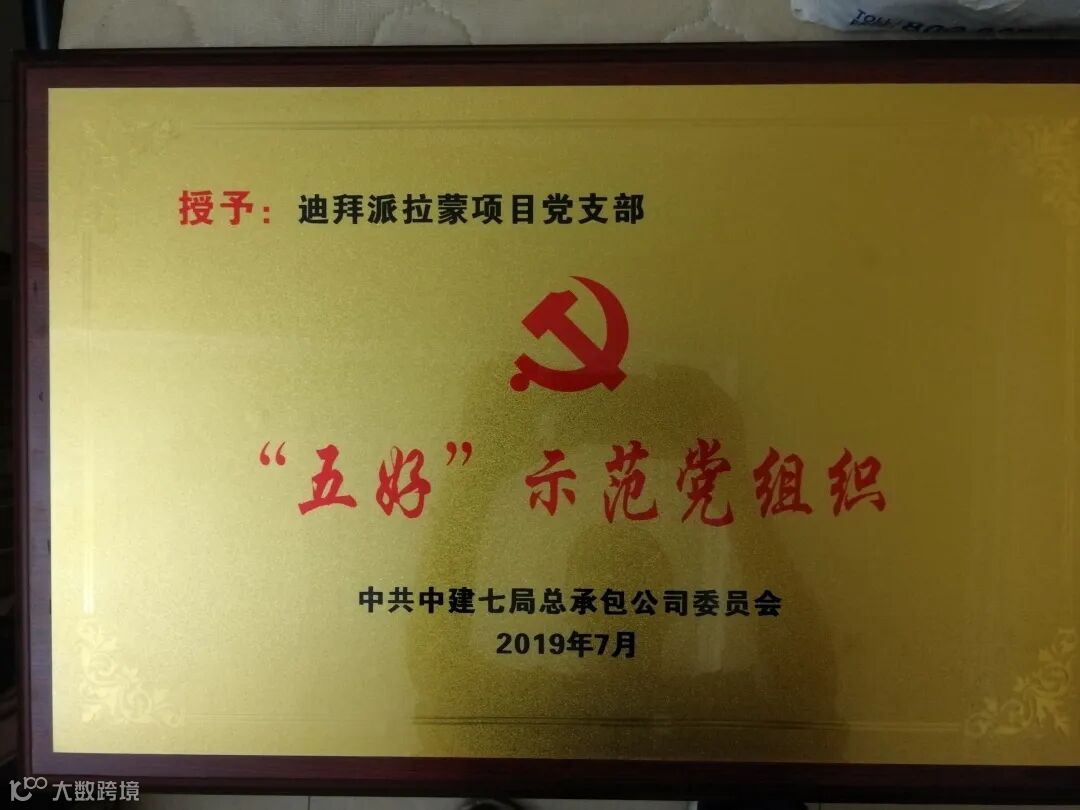 授予：迪拜派拉蒙项目党支部
“五好”示范党组织
中共中建七局总承包公司委员会
2019年7月
大数跨境